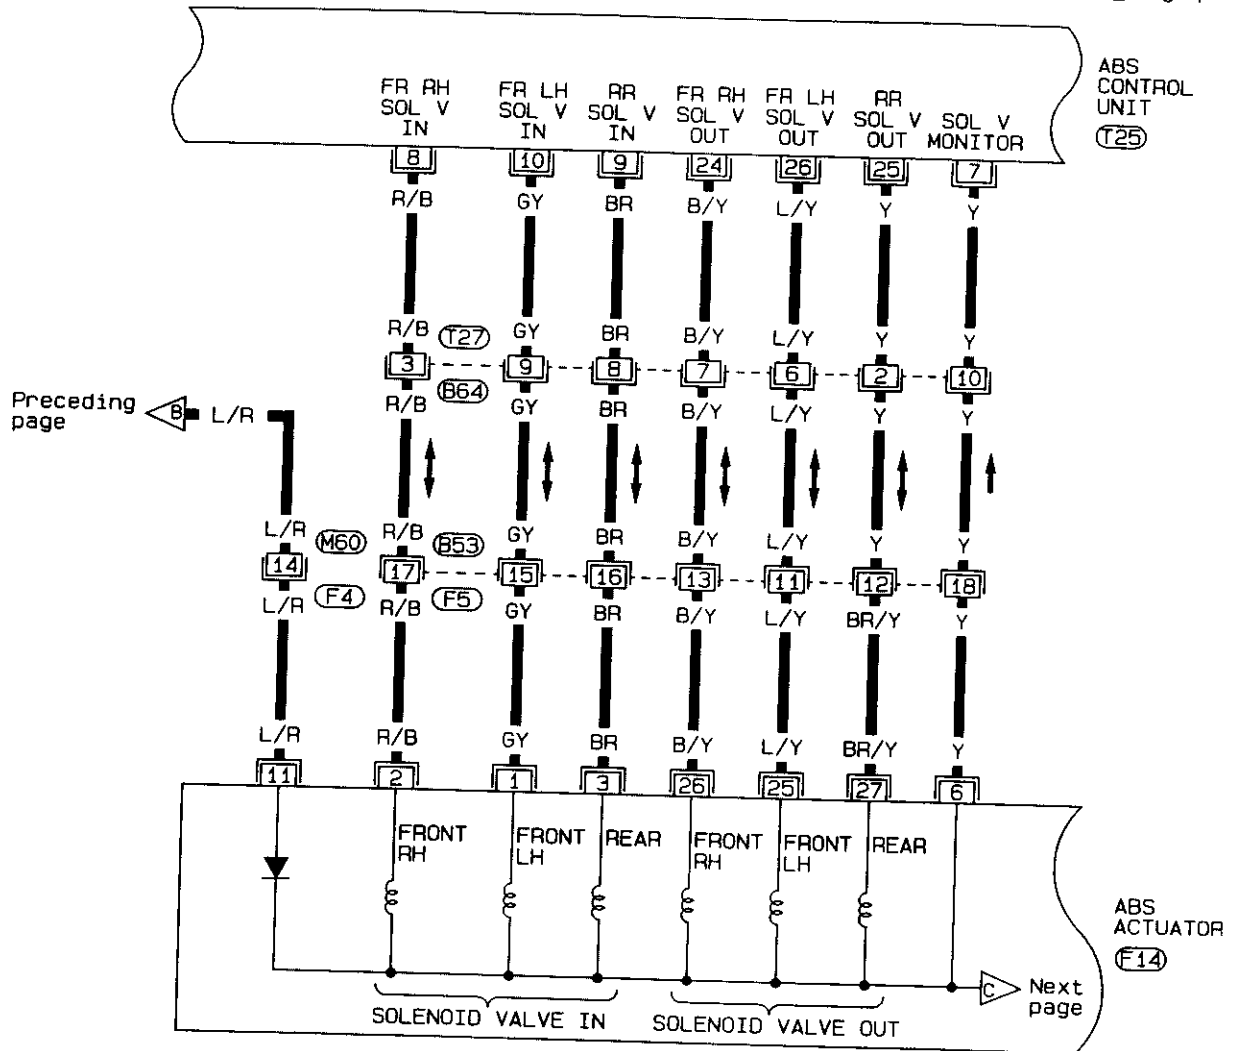 ABS
CONTROL
UNIT
T25
FR RH SOL V IN
FR LH SOL V IN
RR SOL V IN
FR RH SOL V OUT
FR LH SOL V OUT
RR SOL V OUT
SOL V MONITOR
8 10 9 24 26 25 7
R/B GY BR B/Y L/Y Y Y
R/B T27 GY BR B/Y L/Y Y Y
3 9 8 7 6 2 10
R/B B64 GY BR B/Y L/Y Y Y
Preceding
page
B L/R
L/R M60 R/B B53 GY BR B/Y L/Y Y Y
14 17 15 16 13 11 12 18
L/R F4 R/B F5 GY BR B/Y L/Y BR/Y Y
L/R R/B GY BR B/Y L/Y BR/Y Y
11 2 1 3 26 25 27 6
FRONT RH
FRONT LH
REAR
FRONT RH
FRONT LH
REAR
ABS
ACTUATOR
F14
C Next
page
SOLENOID VALVE IN
SOLENOID VALVE OUT